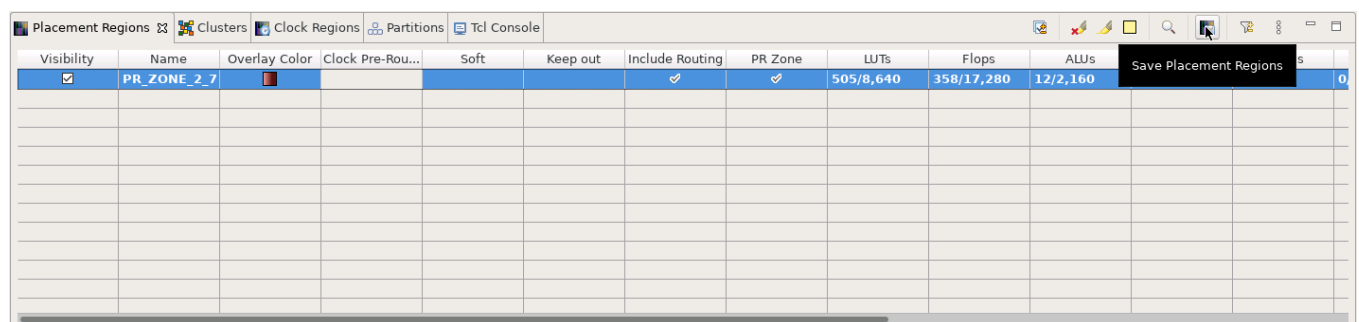 Placement Regions Clusters Clock Regions Partitions Tcl Console
Visibility Name Overlay Color Clock Pre-Rou... Soft Keep out Include Routing PR Zone LUTs Flops ALUs s
Save Placement Regions
PR_ZONE_2_7 505/8,640 358/17,280 12/2,160 0,